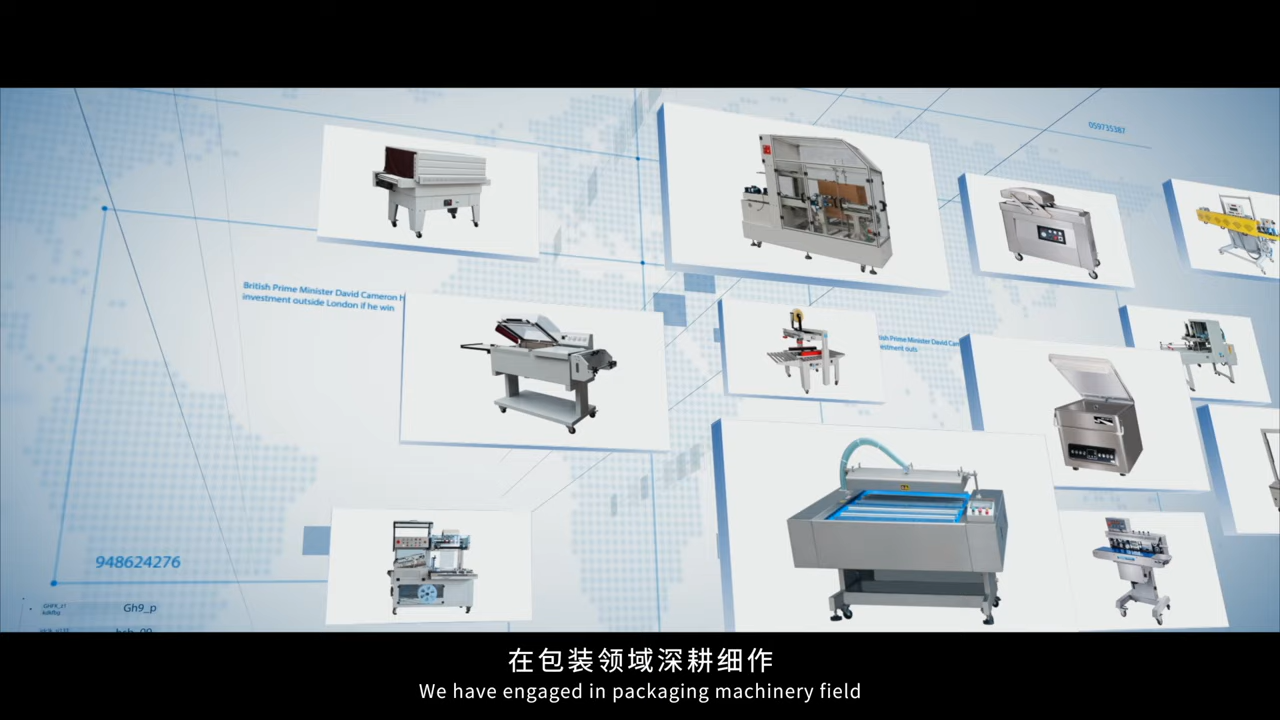 059735387
British Prime Minister David Cameron h
investment outside London if he win
ish Prime Minister David Cam
estment outs
948624276
Gh9_p
在包装领域深耕细作
We have engaged in packaging machinery field